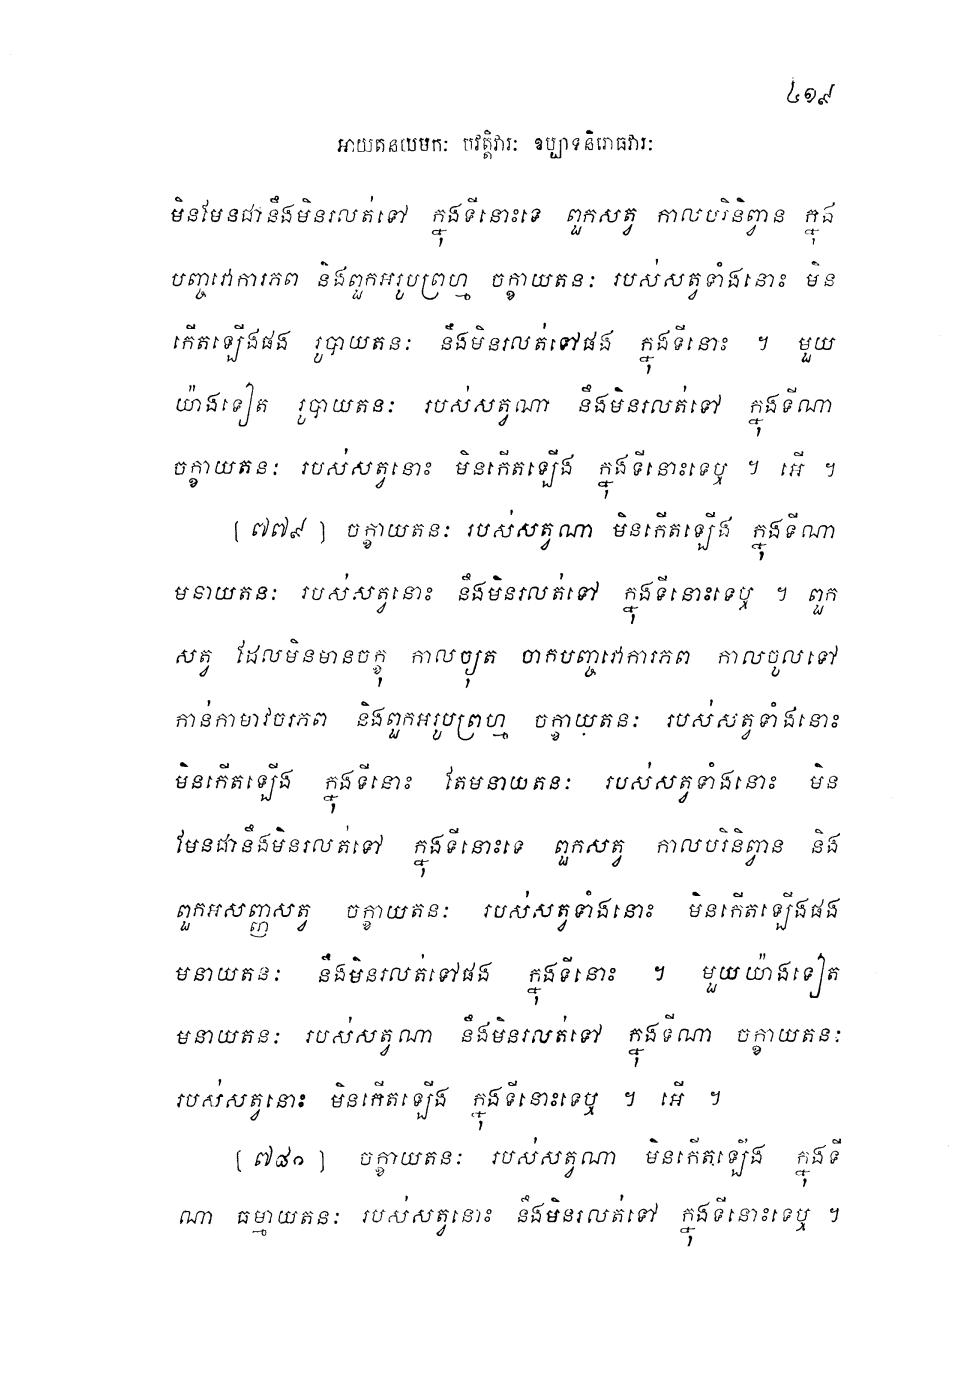 ៤១៩
អាយតនយមកៈ បវត្តិវារៈ ឧប្បាទនិរោធវារៈ
មិនមែនជានឹងមិនរលត់ទៅ ក្នុងទីនោះទេ ពួកសត្វ កាលបរិនិព្វាន ក្នុង
បញ្ចវោការភព និងពួកអរូបព្រហ្ម ចក្ខាយតនៈ របស់សត្វទាំងនោះ មិន
កើតឡើងផង រូបាយតនៈ នឹងមិនរលត់ទៅផង ក្នុងទីនោះ ។ មួយ
យ៉ាងទៀត រូបាយតនៈ របស់សត្វណា នឹងមិនរលត់ទៅ ក្នុងទីណា
ចក្ខាយតនៈ របស់សត្វនោះ មិនកើតឡើង ក្នុងទីនោះទេឬ ។ អើ ។
[ ៧៧៩ ] ចក្ខាយតនៈ របស់សត្វណា មិនកើតឡើង ក្នុងទីណា
មនាយតនៈ របស់សត្វនោះ នឹងមិនរលត់ទៅ ក្នុងទីនោះទេឬ ។ ពួក
សត្វ ដែលមិនមានចក្ខុ កាលច្យុត ចាកបញ្ចវោការភព កាលចូលទៅ
កាន់កាមាវចរភព និងពួកអរូបព្រហ្ម ចក្ខាយតនៈ របស់សត្វទាំងនោះ
មិនកើតឡើង ក្នុងទីនោះ តែមនាយតនៈ របស់សត្វទាំងនោះ មិន
មែនជានឹងមិនរលត់ទៅ ក្នុងទីនោះទេ ពួកសត្វ កាលបរិនិព្វាន និង
ពួកអសញ្ញសត្វ ចក្ខាយតនៈ របស់សត្វទាំងនោះ មិនកើតឡើងផង
មនាយតនៈ នឹងមិនរលត់ទៅផង ក្នុងទីនោះ ។ មួយយ៉ាងទៀត
មនាយតនៈ របស់សត្វណា នឹងមិនរលត់ទៅ ក្នុងទីណា ចក្ខាយតនៈ
របស់សត្វនោះ មិនកើតឡើង ក្នុងទីនោះទេឬ ។ អើ ។
[ ៧៨០ ] ចក្ខាយតនៈ របស់សត្វណា មិនកើតឡើង ក្នុងទី
ណា ធម្មាយតនៈ របស់សត្វនោះ នឹងមិនរលត់ទៅ ក្នុងទីនោះទេឬ ។